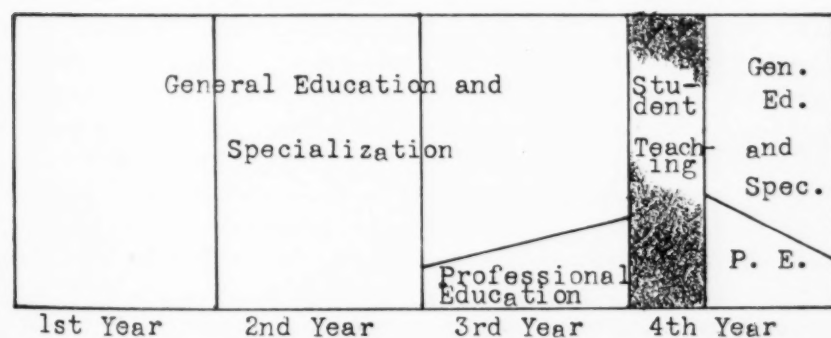 General Education and
Specialization
Stu-
dent
Teach-
ing
Gen.
Ed.
and
Spec.
Professional
Education
P. E.
1st Year
2nd Year
3rd Year
4th Year